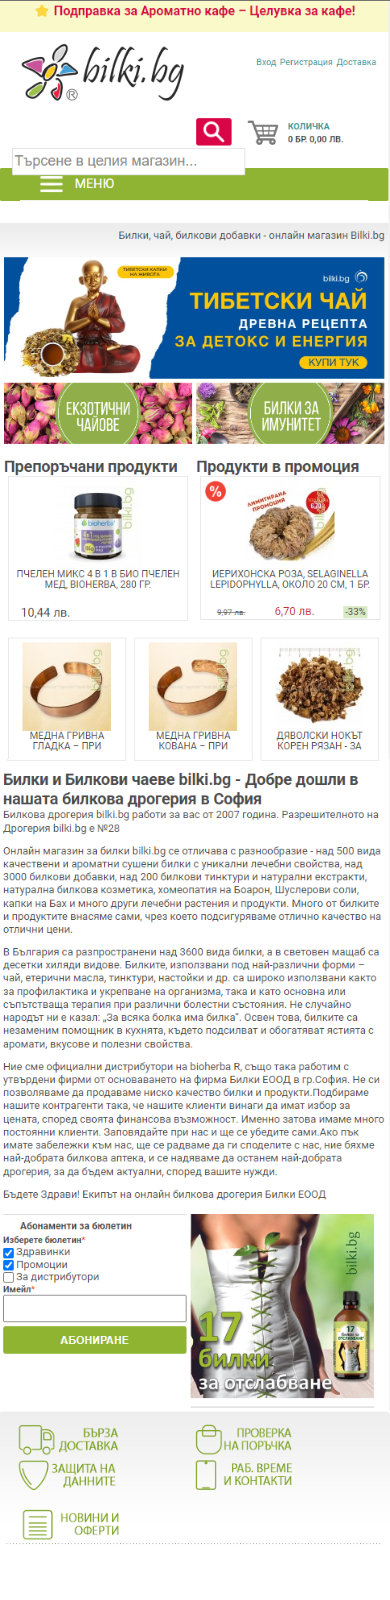 Подправка за Ароматно кафе – Целувка за кафе!
bilki.bg ®
Вход Регистрация Доставка
КОЛИЧКА
0 БР. 0,00 ЛВ.
Търсене в целия магазин...
МЕНЮ
Билки, чай, билкови добавки - онлайн магазин Bilki.bg
ТИБЕТСКИ КАПКИ
НА ЖИВОТА
bilki.bg
ТИБЕТСКИ ЧАЙ
ДРЕВНА РЕЦЕПТА
ЗА ДЕТОКС И ЕНЕРГИЯ
КУПИ ТУК
ЕКЗОТИЧНИ
ЧАЙОВЕ
БИЛКИ ЗА
ИМУНИТЕТ
Препоръчани продукти
Продукти в промоция
bilki.bg
bioherba
ПЧЕЛЕН МИКС 4 В 1 В БИО ПЧЕЛЕН
МЕД, BIOHERBA, 280 ГР.
10,44 лв.
%
ЛИМИТИРАНА
ПРОМОЦИЯ
6,70
bilki.bg
ИЕРИХОНСКА РОЗА, SELAGINELLA
LEPIDOPHYLLA, ОКОЛО 20 СМ, 1 БР.
9,97 лв.
6,70 лв.
-33%
bilki.bg
МЕДНА ГРИВНА
ГЛАДКА – ПРИ
bilki.bg
МЕДНА ГРИВНА
КОВАНА – ПРИ
bilki.bg
ДЯВОЛСКИ НОКЪТ
КОРЕН РЯЗАН - ЗА
Билки и Билкови чаеве bilki.bg - Добре дошли в
нашата билкова дрогерия в София
Билкова дрогерия bilki.bg работи за вас от 2007 година. Разрешителното на
Дрогерия bilki.bg е №28
Онлайн магазин за билки bilki.bg се отличава с разнообразие - над 500 вида
качествени и ароматни сушени билки с уникални лечебни свойства, над
3000 билкови добавки, над 200 билкови тинктури и натурални екстракти,
натурална билкова козметика, хомеопатия на Боарон, Шуслерови соли,
капки на Бах и много други лечебни растения и продукти. Много от билките
и продуктите внасяме сами, чрез което подсигуряваме отлично качество на
отлични цени.
В България са разпространени над 3600 вида билки, а в световен мащаб са
десетки хиляди видове. Билките, използвани под най-различни форми –
чай, етерични масла, тинктури, настойки и др. са широко използвани както
за профилактика и укрепване на организма, така и като основна или
съпътстваща терапия при различни болестни състояния. Не случайно
народът ни е казал: „За всяка болка има билка”. Освен това, билките са
незаменим помощник в кухнята, където подсилват и обогатяват ястията с
аромати, вкусове и полезни свойства.
Ние сме официални дистрибутори на bioherba R, също така работим с
утвърдени фирми от основаването на фирма Билки ЕООД в гр.София. Не си
позволяваме да продаваме ниско качество билки и продукти.Подбираме
нашите контрагенти така, че нашите клиенти винаги да имат избор за
цената, според своята финансова възможност. Именно затова имаме много
постоянни клиенти. Заповядайте при нас и ще се убедите сами.Ако пък
имате забележки към нас, ще се радваме да ги споделите с нас, ние бяхме
най-добрата билкова аптека, и се надяваме да останем най-добрата
дрогерия, за да бъдем актуални, според вашите нужди.
Бъдете Здрави! Екипът на онлайн билкова дрогерия Билки ЕООД
Абонаменти за бюлетин
Изберете бюлетин*
Здравинки
Промоции
За дистрибутори
Имейл*
АБОНИРАНЕ
bilki.bg
17
билки
за отслабване
БЪРЗА
ДОСТАВКА
ПРОВЕРКА
НА ПОРЪЧКА
ЗАЩИТА НА
ДАННИТЕ
РАБ. ВРЕМЕ
И КОНТАКТИ
НОВИНИ И
ОФЕРТИ